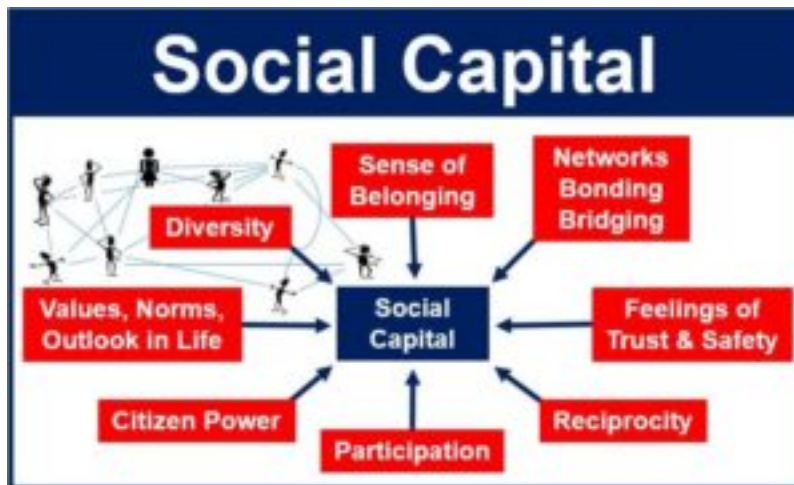 Social Capital
Sense of
Belonging
Networks
Bonding
Bridging
Diversity
Values, Norms,
Outlook in Life
Social
Capital
Feelings of
Trust & Safety
Citizen Power
Participation
Reciprocity